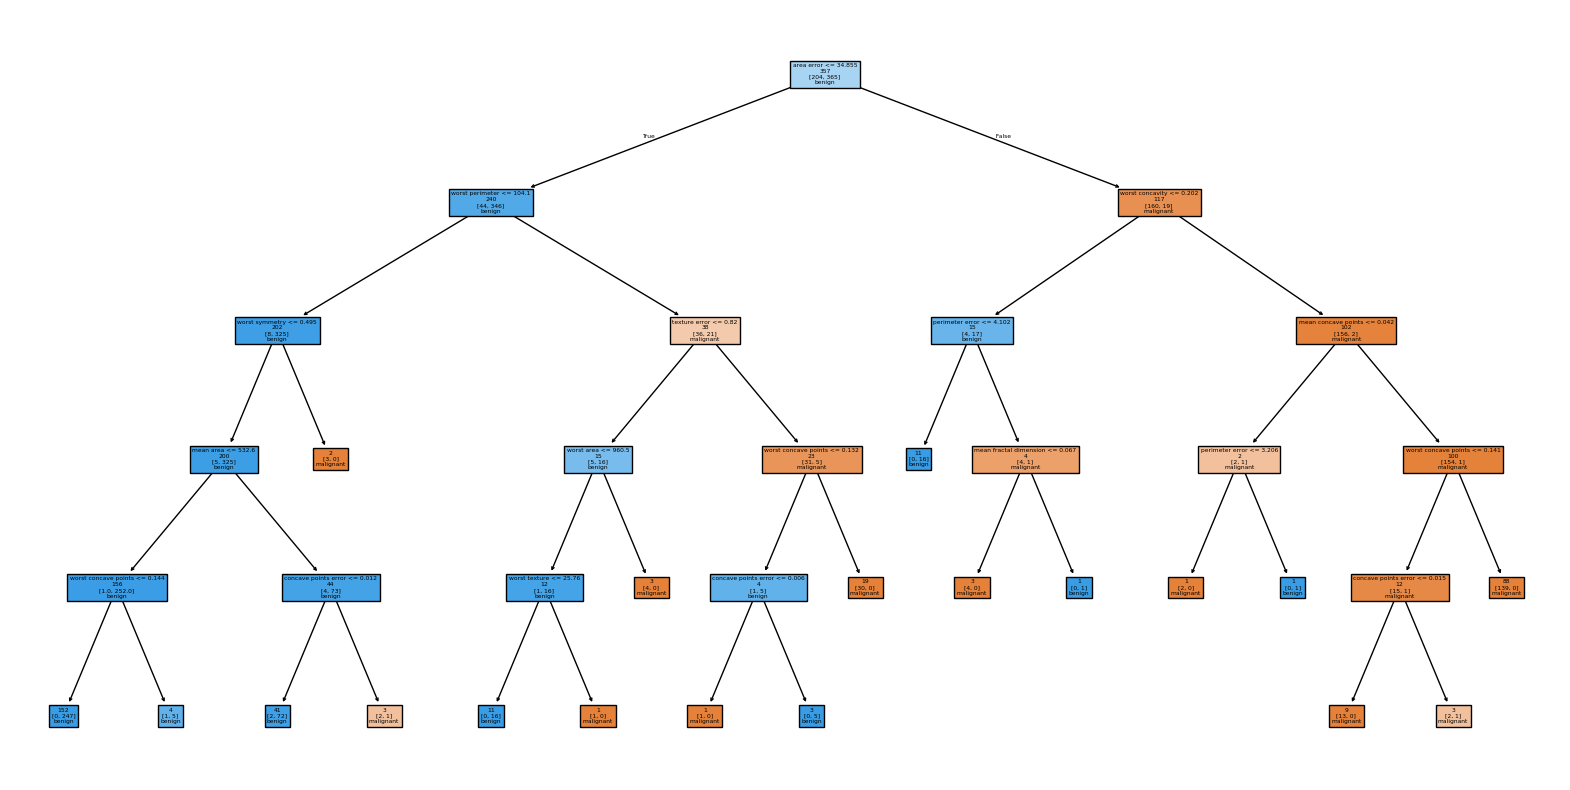 area error <= 34.855
357
[204, 365]
benign
True
False
worst perimeter <= 104.1
240
[44, 346]
benign
worst concavity <= 0.202
117
[160, 19]
malignant
worst symmetry <= 0.495
202
[8, 325]
benign
texture error <= 0.82
38
[36, 21]
malignant
perimeter error <= 4.102
15
[4, 17]
benign
mean concave points <= 0.042
102
[156, 2]
malignant
mean area <= 532.6
200
[5, 325]
benign
2
[3, 0]
malignant
worst area <= 960.5
15
[5, 16]
benign
worst concave points <= 0.132
23
[31, 5]
malignant
11
[0, 16]
benign
mean fractal dimension <= 0.067
4
[4, 1]
malignant
perimeter error <= 3.206
2
[2, 1]
malignant
worst concave points <= 0.141
100
[154, 1]
malignant
worst concave points <= 0.144
156
[1.0, 252.0]
benign
concave points error <= 0.012
44
[4, 73]
benign
worst texture <= 25.76
12
[1, 16]
benign
3
[4, 0]
malignant
concave points error <= 0.006
4
[1, 5]
benign
19
[30, 0]
malignant
3
[4, 0]
malignant
1
[0, 1]
benign
1
[2, 0]
malignant
1
[0, 1]
benign
concave points error <= 0.015
12
[15, 1]
malignant
88
[139, 0]
malignant
152
[0, 247]
benign
4
[1, 5]
benign
41
[2, 72]
benign
3
[2, 1]
malignant
11
[0, 16]
benign
1
[1, 0]
malignant
1
[1, 0]
malignant
3
[0, 5]
benign
9
[13, 0]
malignant
3
[2, 1]
malignant